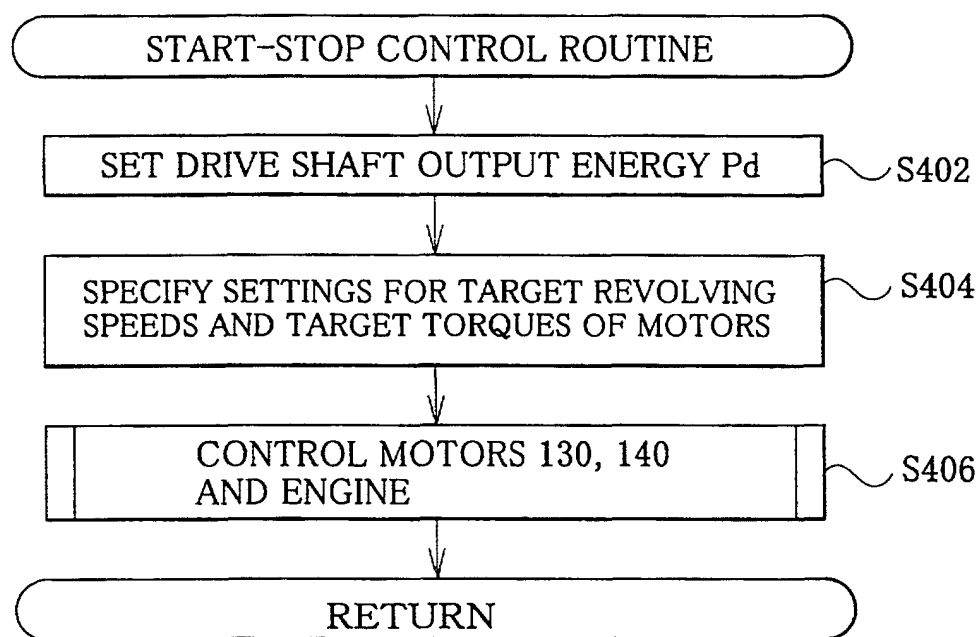 START-STOP CONTROL ROUTINE
SET DRIVE SHAFT OUTPUT ENERGY Pd
S402
SPECIFY SETTINGS FOR TARGET REVOLVING
SPEEDS AND TARGET TORQUES OF MOTORS
S404
CONTROL MOTORS 130, 140
AND ENGINE
S406
RETURN